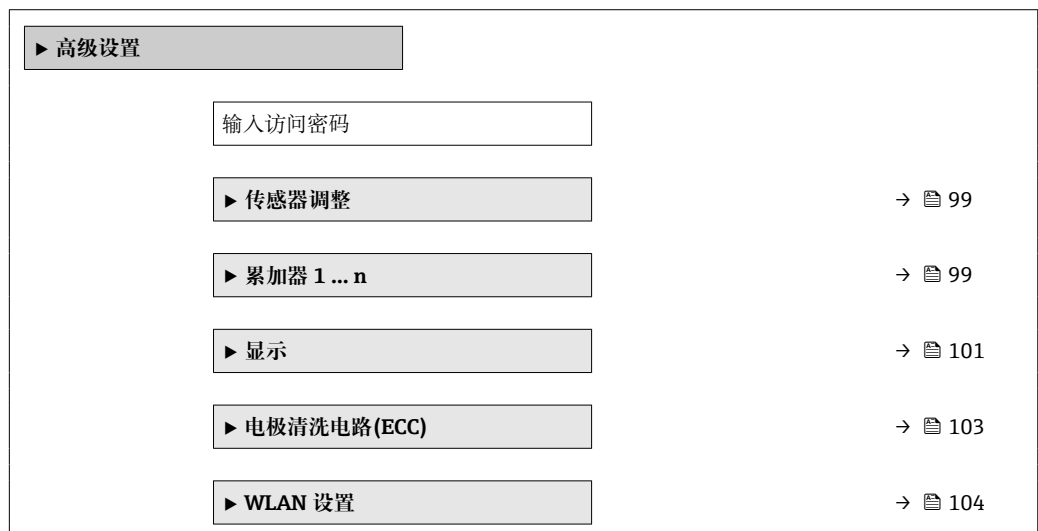 ▶ 高级设置
输入访问密码
▶ 传感器调整 → 99
▶ 累加器 1 ... n → 99
▶ 显示 → 101
▶ 电极清洗电路(ECC) → 103
▶ WLAN 设置 → 104